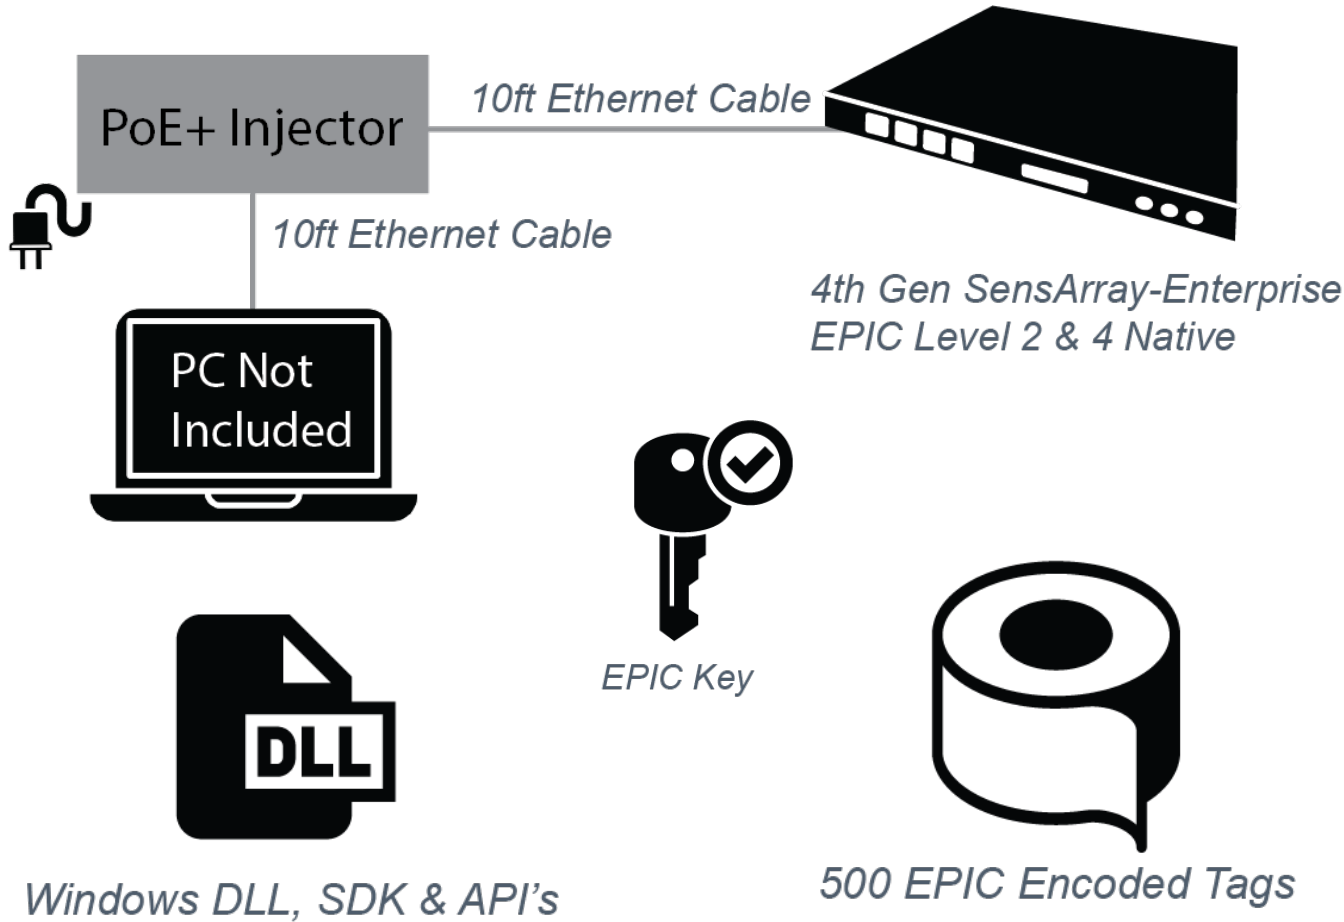 PoE+ Injector
10ft Ethernet Cable
10ft Ethernet Cable
4th Gen SensArray-Enterprise
EPIC Level 2 & 4 Native
PC Not
Included
EPIC Key
DLL
Windows DLL, SDK & API’s
500 EPIC Encoded Tags